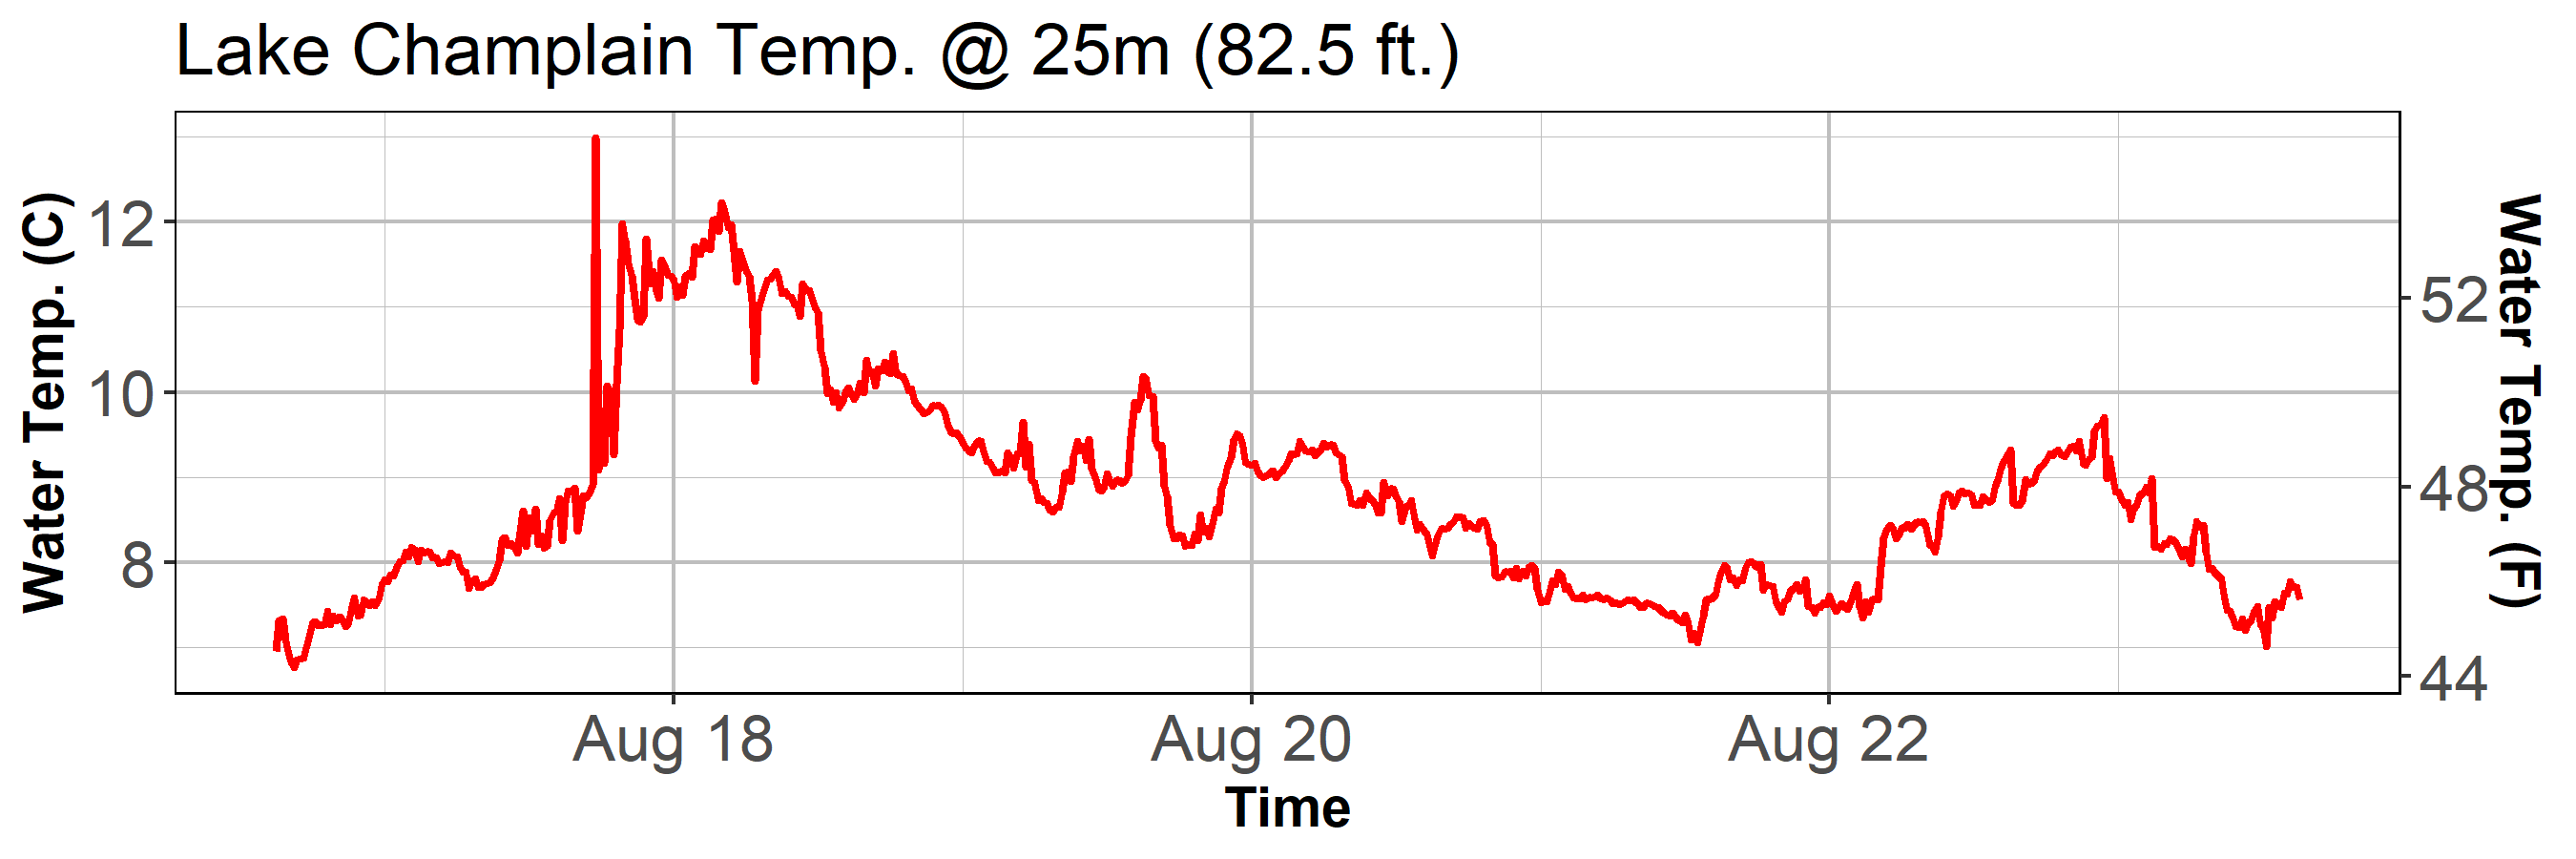 Lake Champlain Temp. @ 25m (82.5 ft.)
Water Temp. (C)
12
10
8
52
48
44
Water Temp. (F)
Aug 18
Aug 20
Aug 22
Time